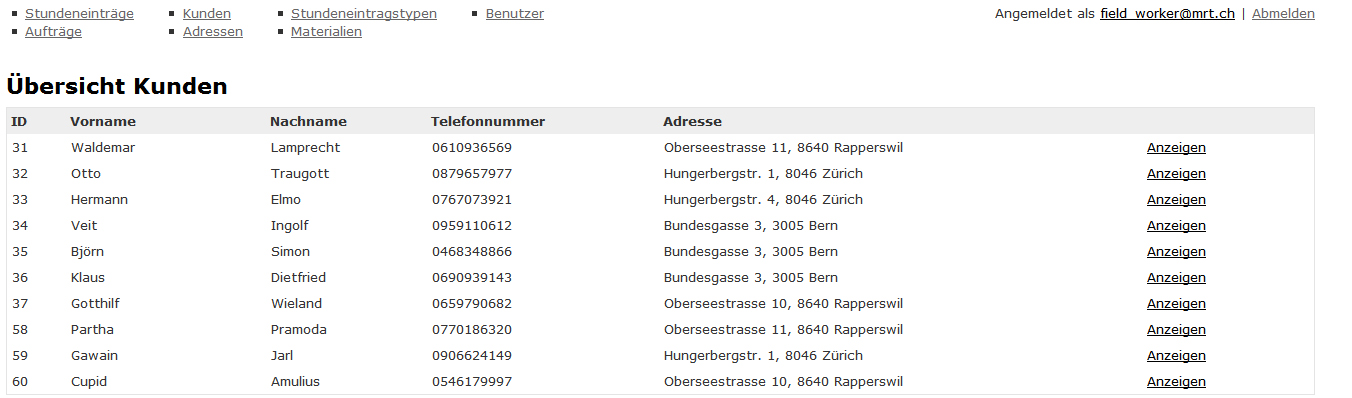 Stundeneinträge Kunden Stundeneintragstypen Benutzer Angemeldet als field_worker@mrt.ch | Abmelden
Aufträge Adressen Materialien
Übersicht Kunden
ID Vorname Nachname Telefonnummer Adresse
31 Waldemar Lamprecht 0610936569 Oberseestrasse 11, 8640 Rapperswil Anzeigen
32 Otto Traugott 0879657977 Hungerbergstr. 1, 8046 Zürich Anzeigen
33 Hermann Elmo 0767073921 Hungerbergstr. 4, 8046 Zürich Anzeigen
34 Veit Ingolf 0959110612 Bundesgasse 3, 3005 Bern Anzeigen
35 Björn Simon 0468348866 Bundesgasse 3, 3005 Bern Anzeigen
36 Klaus Dietfried 0690939143 Bundesgasse 3, 3005 Bern Anzeigen
37 Gotthilf Wieland 0659790682 Oberseestrasse 10, 8640 Rapperswil Anzeigen
58 Partha Pramoda 0770186320 Oberseestrasse 11, 8640 Rapperswil Anzeigen
59 Gawain Jarl 0906624149 Hungerbergstr. 1, 8046 Zürich Anzeigen
60 Cupid Amulius 0546179997 Oberseestrasse 10, 8640 Rapperswil Anzeigen